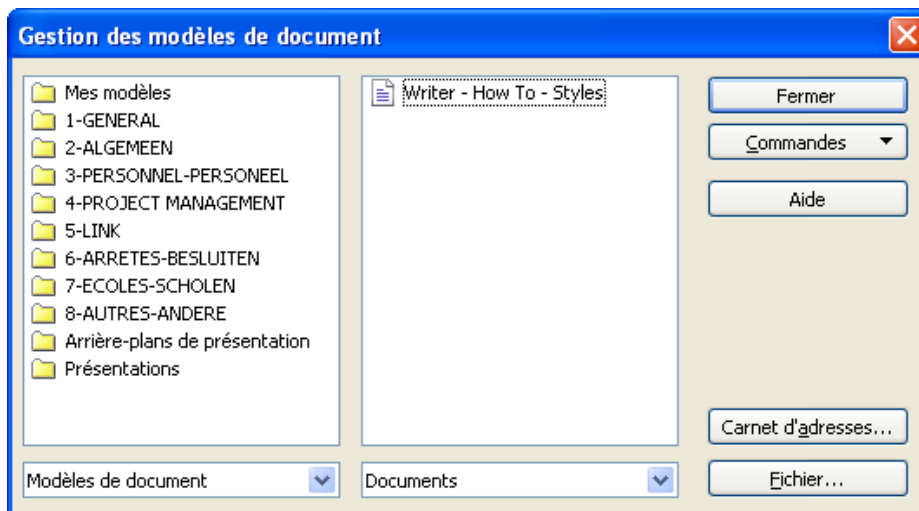 Gestion des modèles de document
Mes modèles
1-GENERAL
2-ALGEMEEN
3-PERSONNEL-PERSONEEL
4-PROJECT MANAGEMENT
5-LINK
6-ARRETES-BESLUITEN
7-ECOLES-SCHOLEN
8-AUTRES-ANDERE
Arrière-plans de présentation
Présentations
Modèles de document
Writer - How To - Styles
Documents
Fermer
Commandes
Aide
Carnet d'adresses...
Fichier...